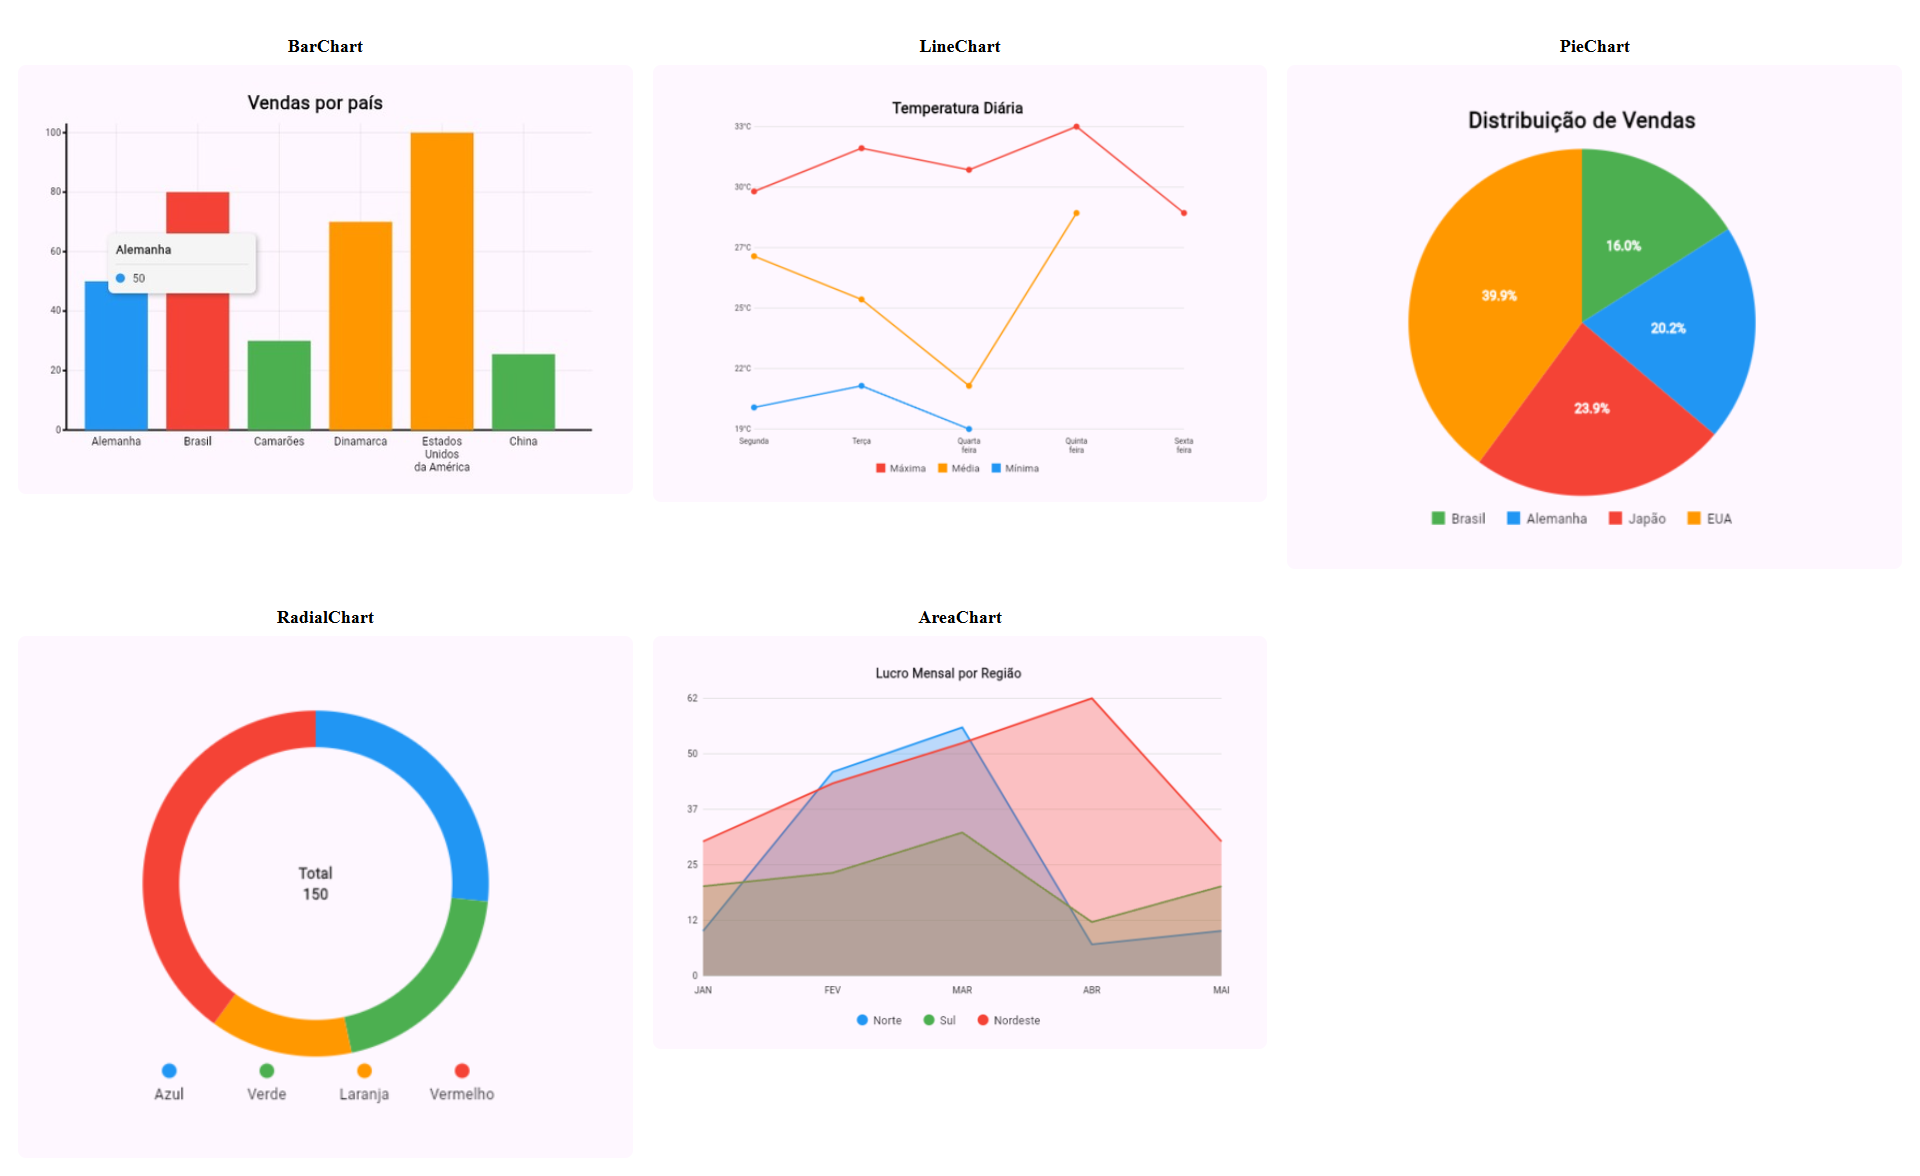 BarChart
Vendas por país
100
80
60
40
20
0
Alemanha
50
Alemanha
Brasil
Camarões
Dinamarca
Estados
Unidos
da América
China
LineChart
Temperatura Diária
33°C
30°C
27°C
25°C
22°C
19°C
Segunda
Terça
Quarta
feira
Quinta
feira
Sexta
feira
Máxima
Média
Mínima
PieChart
Distribuição de Vendas
16.0%
39.9%
20.2%
23.9%
Brasil
Alemanha
Japão
EUA
RadialChart
Total
150
Azul
Verde
Laranja
Vermelho
AreaChart
Lucro Mensal por Região
62
50
37
25
12
0
JAN
FEV
MAR
ABR
MAI
Norte
Sul
Nordeste